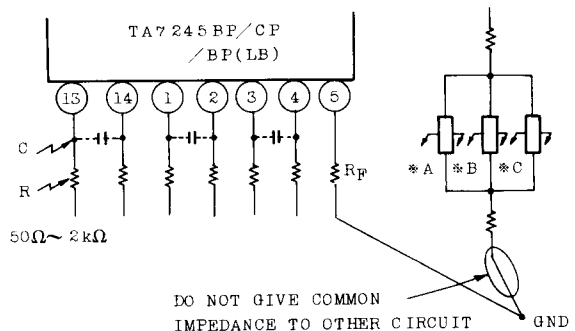 TA7245BP/CP
/BP(LB)
13 14 1 2 3 4 5
C
R
RF
※A ※B ※C
50Ω~2kΩ
DO NOT GIVE COMMON
IMPEDANCE TO OTHER CIRCUIT
GND